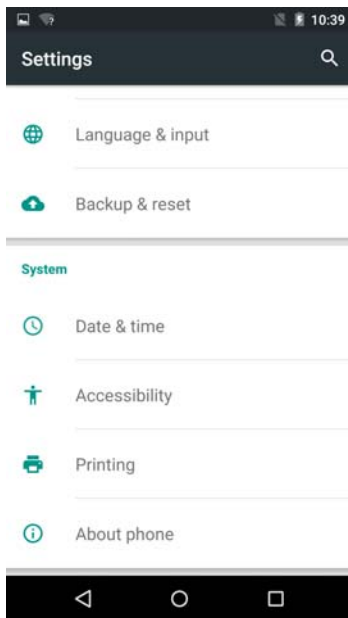 10:39
Settings
Language & input
Backup & reset
System
Date & time
Accessibility
Printing
About phone